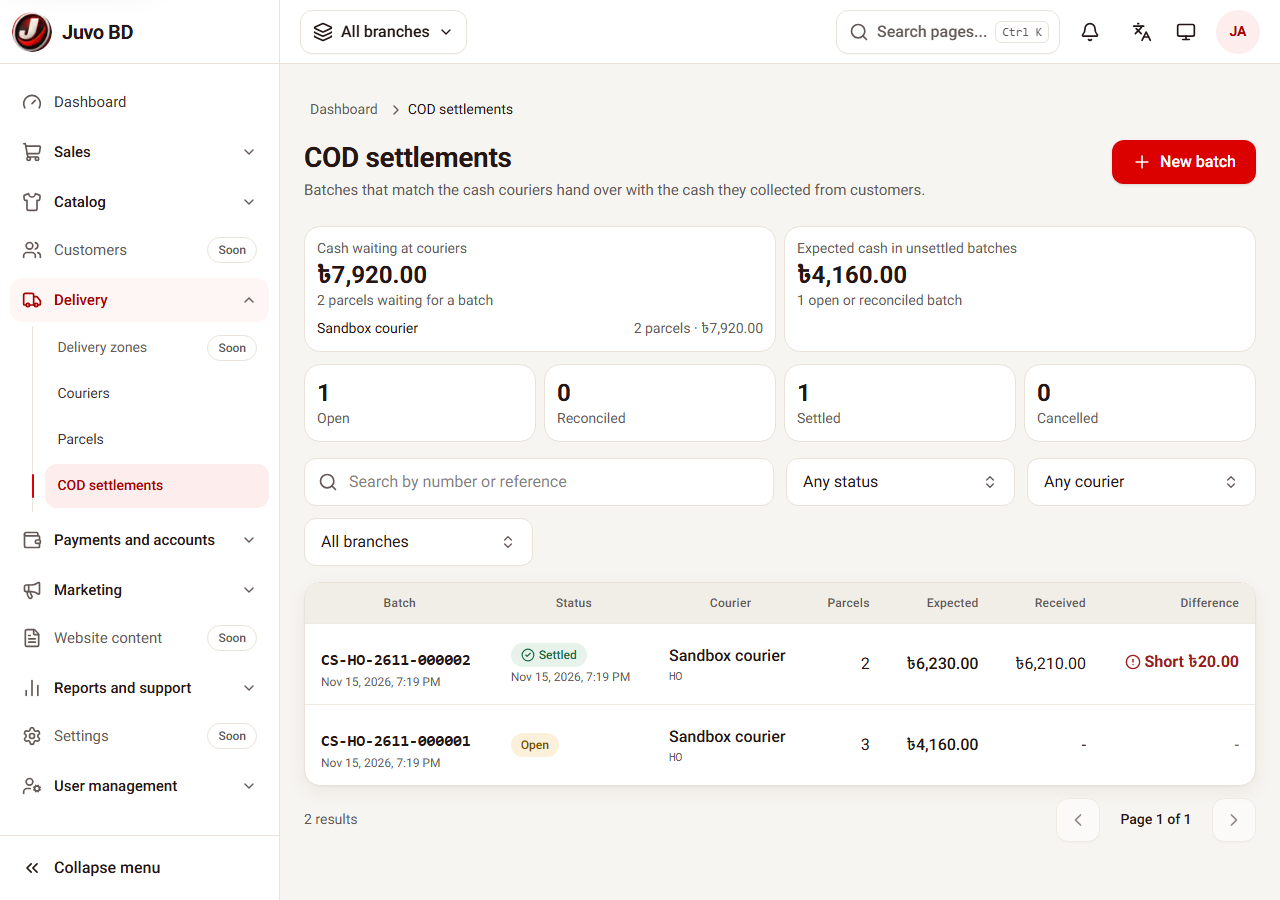 Juvo BD
All branches
Search pages... Ctrl K
JA
Dashboard
Sales
Catalog
Customers Soon
Delivery
Delivery zones Soon
Couriers
Parcels
COD settlements
Payments and accounts
Marketing
Website content Soon
Reports and support
Settings Soon
User management
Collapse menu
Dashboard > COD settlements
COD settlements
Batches that match the cash couriers hand over with the cash they collected from customers.
+ New batch
Cash waiting at couriers
৳7,920.00
2 parcels waiting for a batch
Sandbox courier 2 parcels · ৳7,920.00
Expected cash in unsettled batches
৳4,160.00
1 open or reconciled batch
1
Open
0
Reconciled
1
Settled
0
Cancelled
Search by number or reference
Any status
Any courier
All branches
Batch Status Courier Parcels Expected Received Difference
CS-HO-2611-000002 Settled Sandbox courier 2 ৳6,230.00 ৳6,210.00 Short ৳20.00
Nov 15, 2026, 7:19 PM Nov 15, 2026, 7:19 PM HO
CS-HO-2611-000001 Open Sandbox courier 3 ৳4,160.00 - -
Nov 15, 2026, 7:19 PM HO
2 results
Page 1 of 1